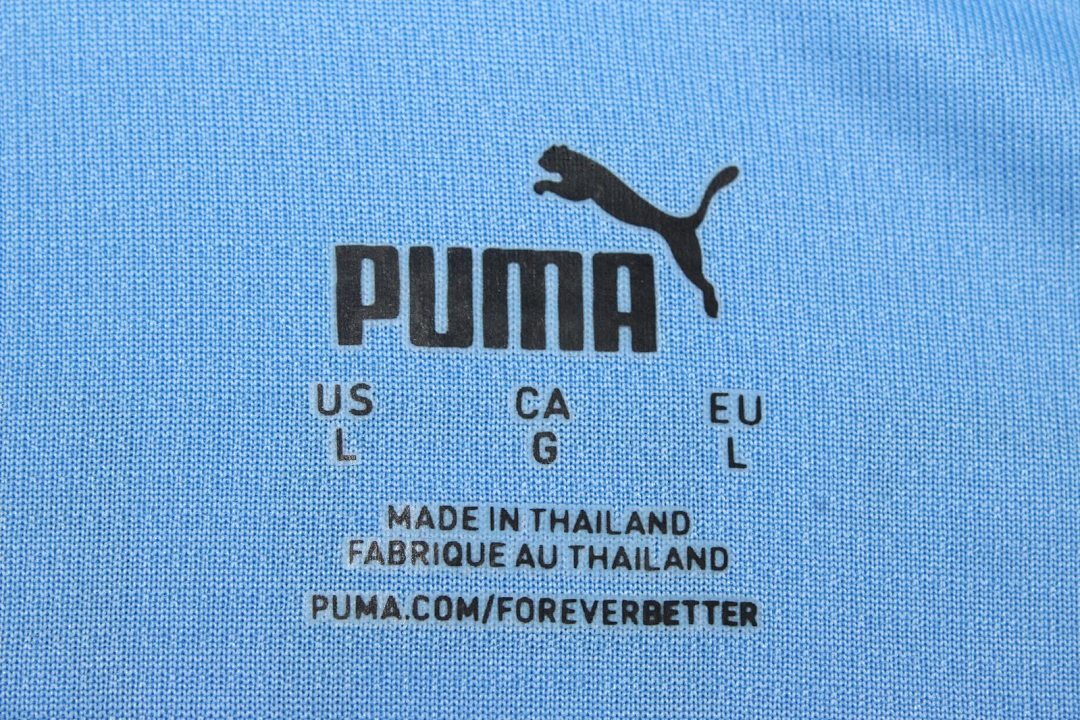 PUMA
US CA EU
L G L
MADE IN THAILAND
FABRIQUE AU THAILAND
PUMA.COM/FOREVERBETTER